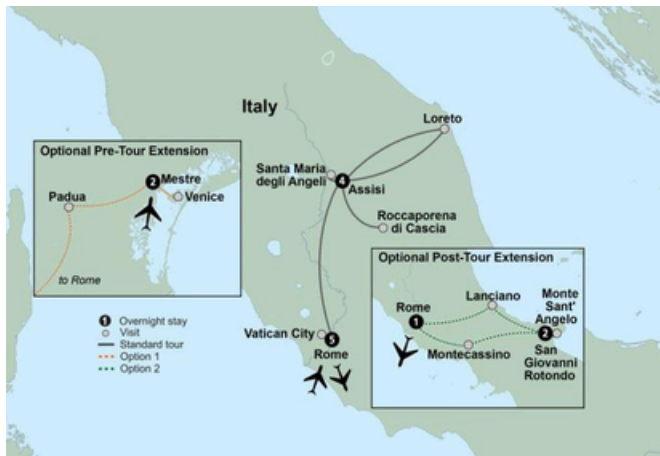 Italy
Loreto
Santa Maria
degli Angeli
4
Assisi
Roccaporena
di Cascia
Vatican City
5
Rome
Optional Pre-Tour Extension
2
Mestre
Padua
Venice
to Rome
1 Overnight stay
Visit
Standard tour
Option 1
Option 2
Optional Post-Tour Extension
Rome
1
Lanciano
Monte
Sant'
Angelo
2
Montecassino
San
Giovanni
Rotondo